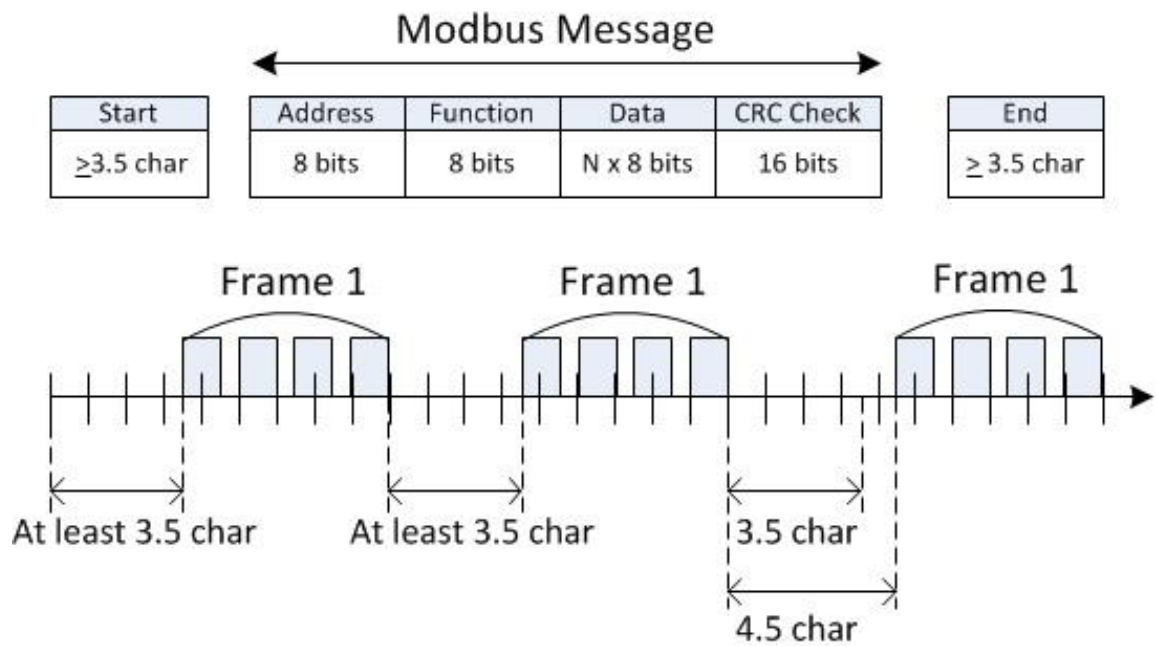 Modbus Message
Start Address Function Data CRC Check End
≥3.5 char 8 bits 8 bits N x 8 bits 16 bits ≥ 3.5 char
Frame 1 Frame 1 Frame 1
At least 3.5 char At least 3.5 char 3.5 char
4.5 char